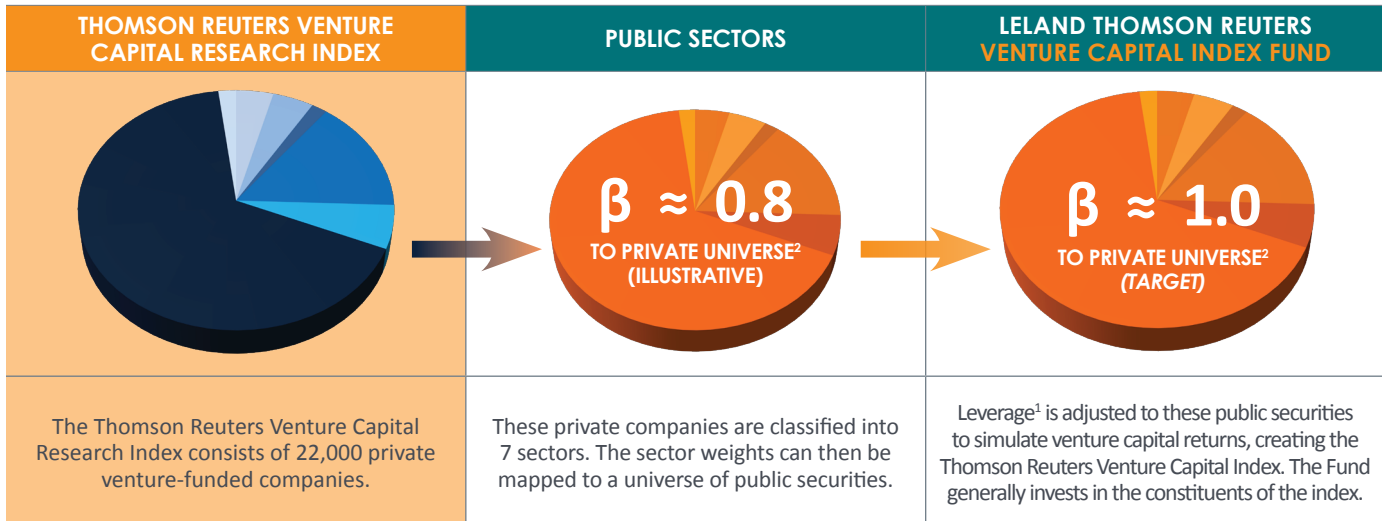 THOMSON REUTERS VENTURE
CAPITAL RESEARCH INDEX
PUBLIC SECTORS
LELAND THOMSON REUTERS
VENTURE CAPITAL INDEX FUND
β ≈ 0.8
TO PRIVATE UNIVERSE²
(ILLUSTRATIVE)
β ≈ 1.0
TO PRIVATE UNIVERSE²
(TARGET)
The Thomson Reuters Venture Capital
Research Index consists of 22,000 private
venture-funded companies.
These private companies are classified into
7 sectors. The sector weights can then be
mapped to a universe of public securities.
Leverage¹ is adjusted to these public securities
to simulate venture capital returns, creating the
Thomson Reuters Venture Capital Index. The Fund
generally invests in the constituents of the index.